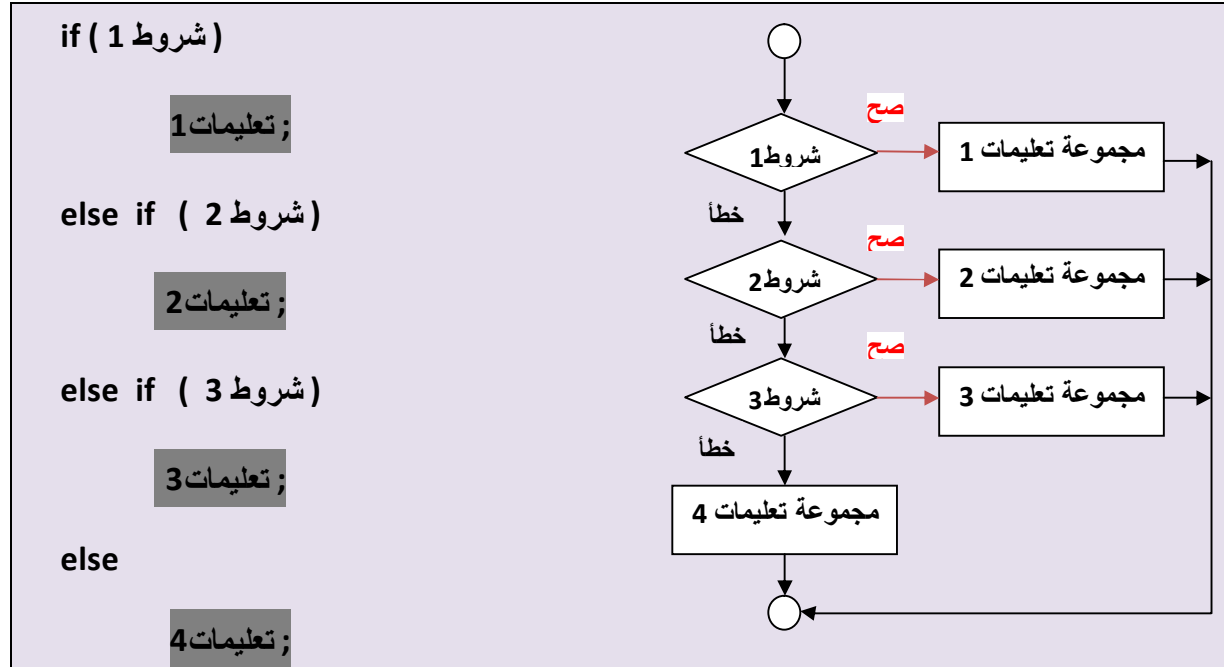 if ( شروط 1 )
تعليمات1 ;
else if ( شروط 2 )
تعليمات2 ;
else if ( شروط 3 )
تعليمات3 ;
else
تعليمات4 ;
صح
شروط1
مجموعة تعليمات 1
خطأ
صح
شروط2
مجموعة تعليمات 2
خطأ
صح
شروط3
مجموعة تعليمات 3
خطأ
مجموعة تعليمات 4